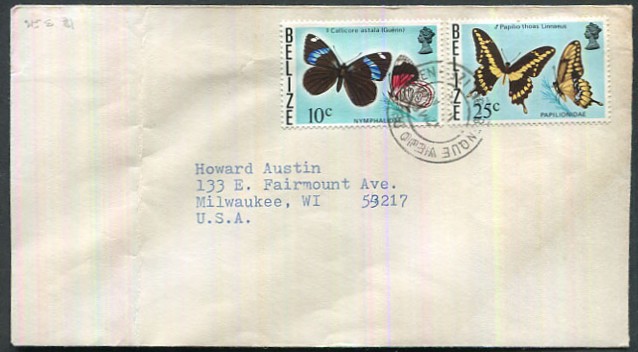 ♂ Callicore astala (Guérin)
BELIZE
10c
NYMPHALIDAE
♂ Papilio thoas Linnaeus
BELIZE
25c
PAPILIONIDAE
Howard Austin
133 E. Fairmount Ave.
Milwaukee, WI 53217
U.S.A.